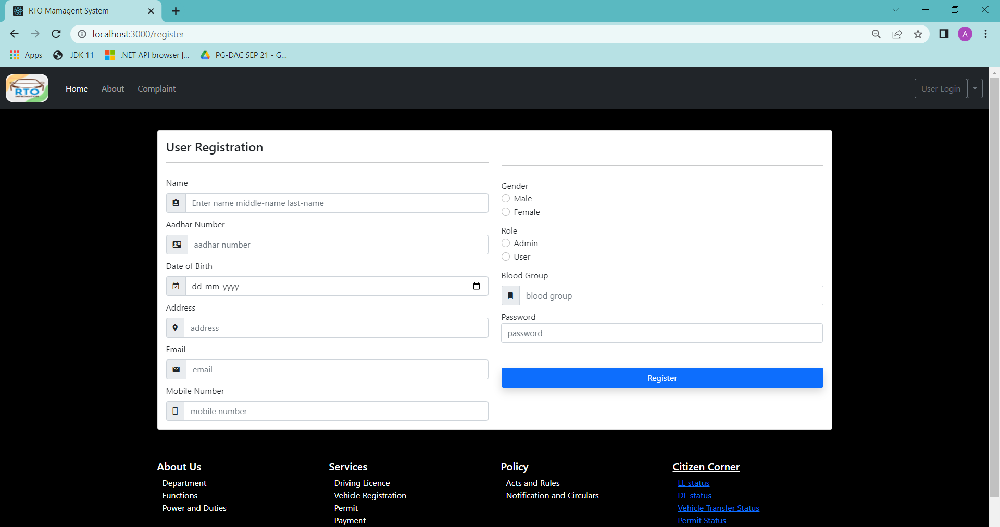 RTO Mamagent System
localhost:3000/register
A
Apps
JDK 11
.NET API browser |...
PG-DAC SEP 21 - G...
RTO
INFROMATION
Home
About
Complaint
User Login
User Registration
Name
Enter name middle-name last-name
Aadhar Number
aadhar number
Date of Birth
dd-mm-yyyy
Address
address
Email
email
Mobile Number
mobile number
Gender
Male
Female
Role
Admin
User
Blood Group
blood group
Password
password
Register
About Us
Department
Functions
Power and Duties
Services
Driving Licence
Vehicle Registration
Permit
Payment
Policy
Acts and Rules
Notification and Circulars
Citizen Corner
LL status
DL status
Vehicle Transfer Status
Permit Status